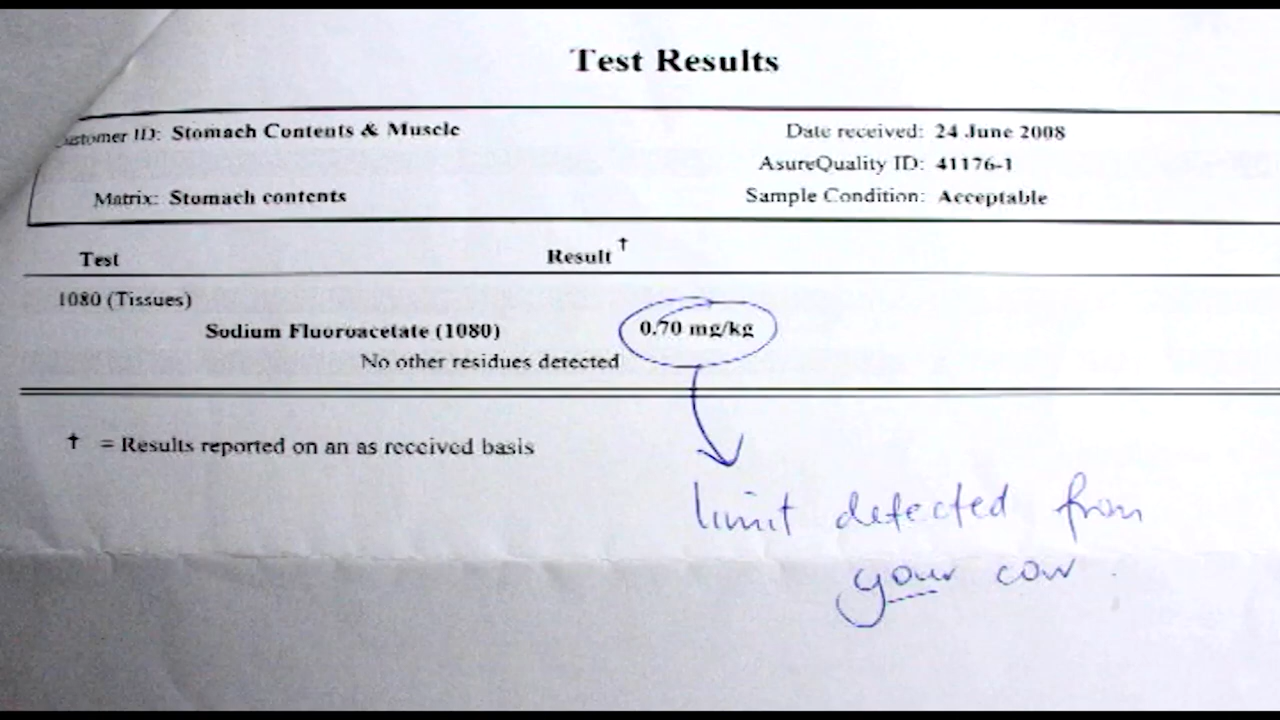 Test Results
ustomer ID: Stomach Contents & Muscle
Date received: 24 June 2008
AsureQuality ID: 41176-1
Matrix: Stomach contents
Sample Condition: Acceptable
Test Result †
1080 (Tissues)
Sodium Fluoroacetate (1080) 0.70 mg/kg
No other residues detected
† = Results reported on an as received basis
limit detected from
your cow.